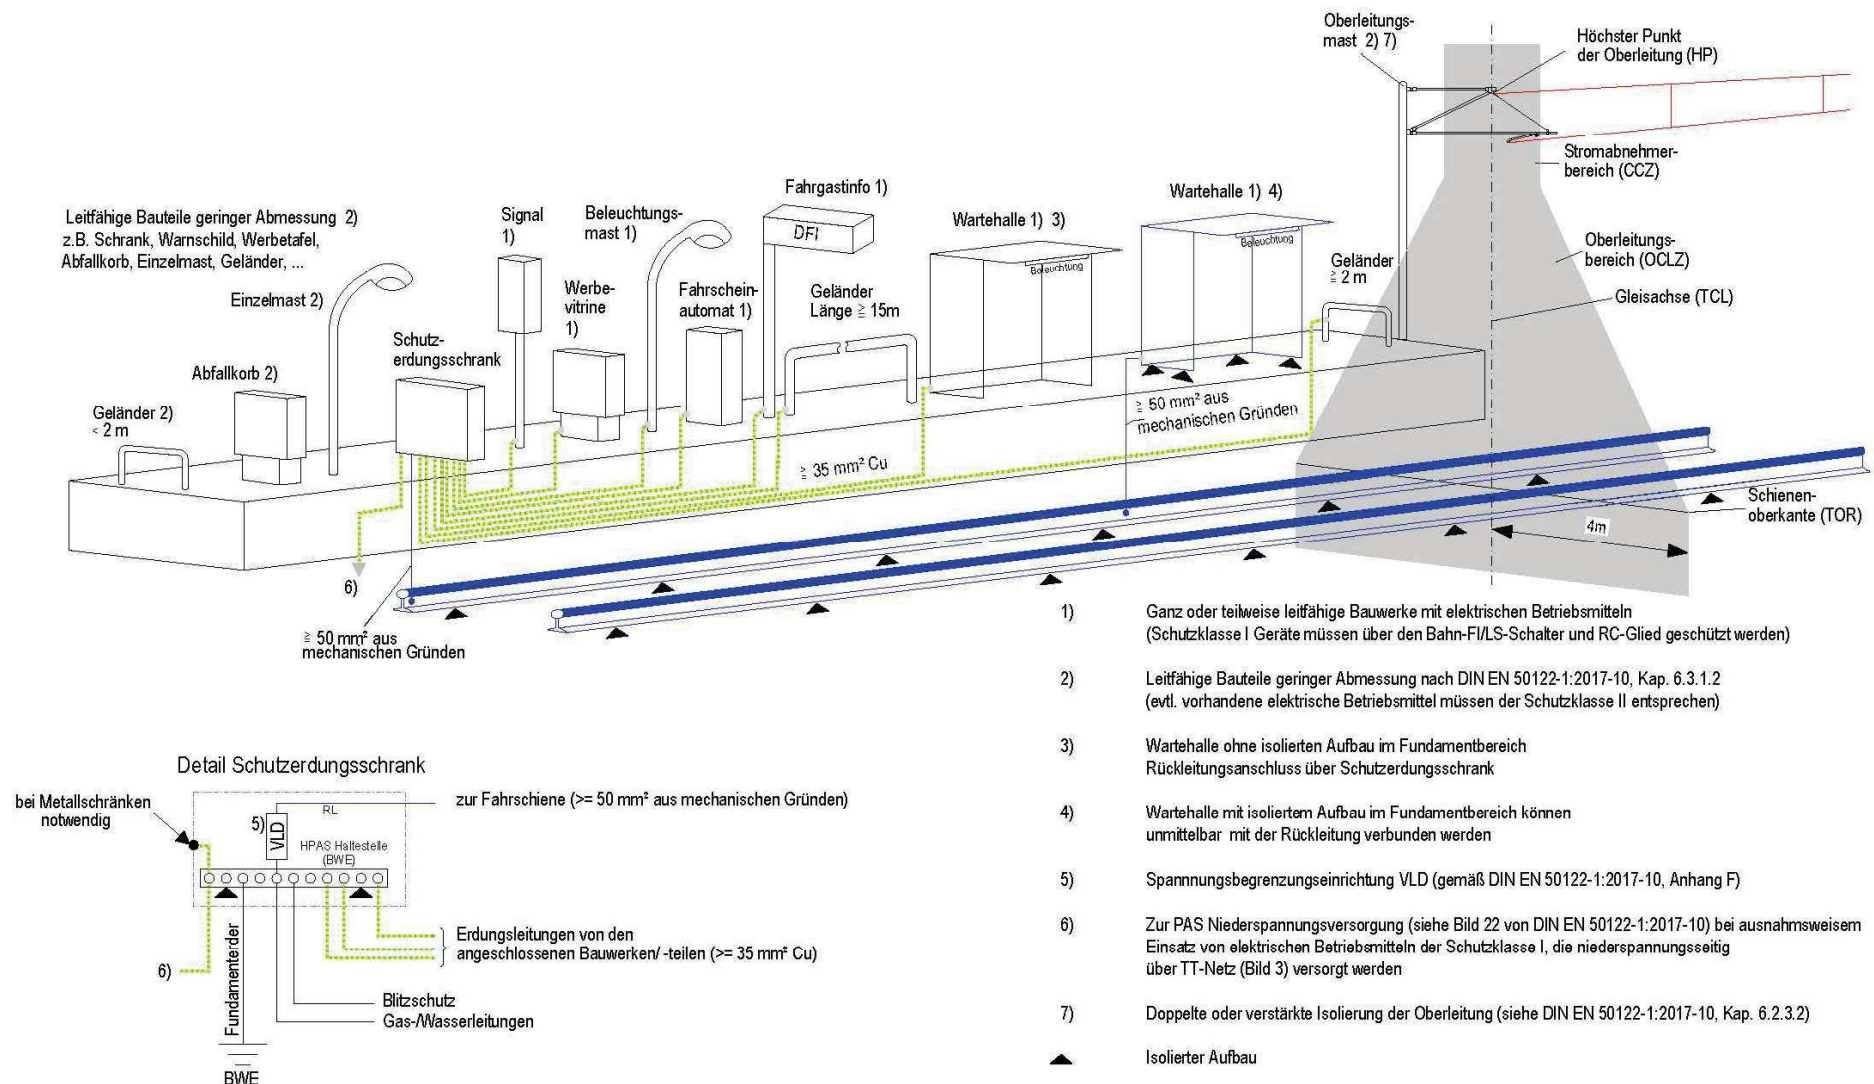 Oberleitungs-
mast 2) 7)
Höchster Punkt
der Oberleitung (HP)
Stromabnehmer-
bereich (CCZ)
Oberleitungs-
bereich (OCLZ)
Gleisachse (TCL)
Schienen-
oberkante (TOR)
4m
Leitfähige Bauteile geringer Abmessung 2)
z.B. Schrank, Warnschild, Werbetafel,
Abfallkorb, Einzelmast, Geländer, ...
Einzelmast 2)
Abfallkorb 2)
Geländer 2)
< 2 m
Schutz-
erdungsschrank
Signal
1)
Werbe-
vitrine
1)
Beleuchtungs-
mast 1)
Fahrschein-
automat 1)
Fahrgastinfo 1)
DFI
Geländer
Länge ≧ 15m
Wartehalle 1) 3)
Beleuchtung
Wartehalle 1) 4)
Beleuchtung
Geländer
≧ 2 m
≧ 50 mm² aus
mechanischen Gründen
≧ 35 mm² Cu
6)
≧ 50 mm² aus
mechanischen Gründen
Detail Schutzerdungsschrank
bei Metallschränken
notwendig
RL
zur Fahrschiene (>= 50 mm² aus mechanischen Gründen)
5)
VLD
HPAS Haltestelle
(BWE)
Erdungsleitungen von den
angeschlossenen Bauwerken/ -teilen (>= 35 mm² Cu)
6)
Fundamenterder
Blitzschutz
Gas-/Wasserleitungen
BWE
1) Ganz oder teilweise leitfähige Bauwerke mit elektrischen Betriebsmitteln
(Schutzklasse I Geräte müssen über den Bahn-FI/LS-Schalter und RC-Glied geschützt werden)
2) Leitfähige Bauteile geringer Abmessung nach DIN EN 50122-1:2017-10, Kap. 6.3.1.2
(evtl. vorhandene elektrische Betriebsmittel müssen der Schutzklasse II entsprechen)
3) Wartehalle ohne isolierten Aufbau im Fundamentbereich
Rückleitungsanschluss über Schutzerdungsschrank
4) Wartehalle mit isoliertem Aufbau im Fundamentbereich können
unmittelbar mit der Rückleitung verbunden werden
5) Spannnungsbegrenzungseinrichtung VLD (gemäß DIN EN 50122-1:2017-10, Anhang F)
6) Zur PAS Niederspannungsversorgung (siehe Bild 22 von DIN EN 50122-1:2017-10) bei ausnahmsweisem
Einsatz von elektrischen Betriebsmitteln der Schutzklasse I, die niederspannungsseitig
über TT-Netz (Bild 3) versorgt werden
7) Doppelte oder verstärkte Isolierung der Oberleitung (siehe DIN EN 50122-1:2017-10, Kap. 6.2.3.2)
Isolierter Aufbau